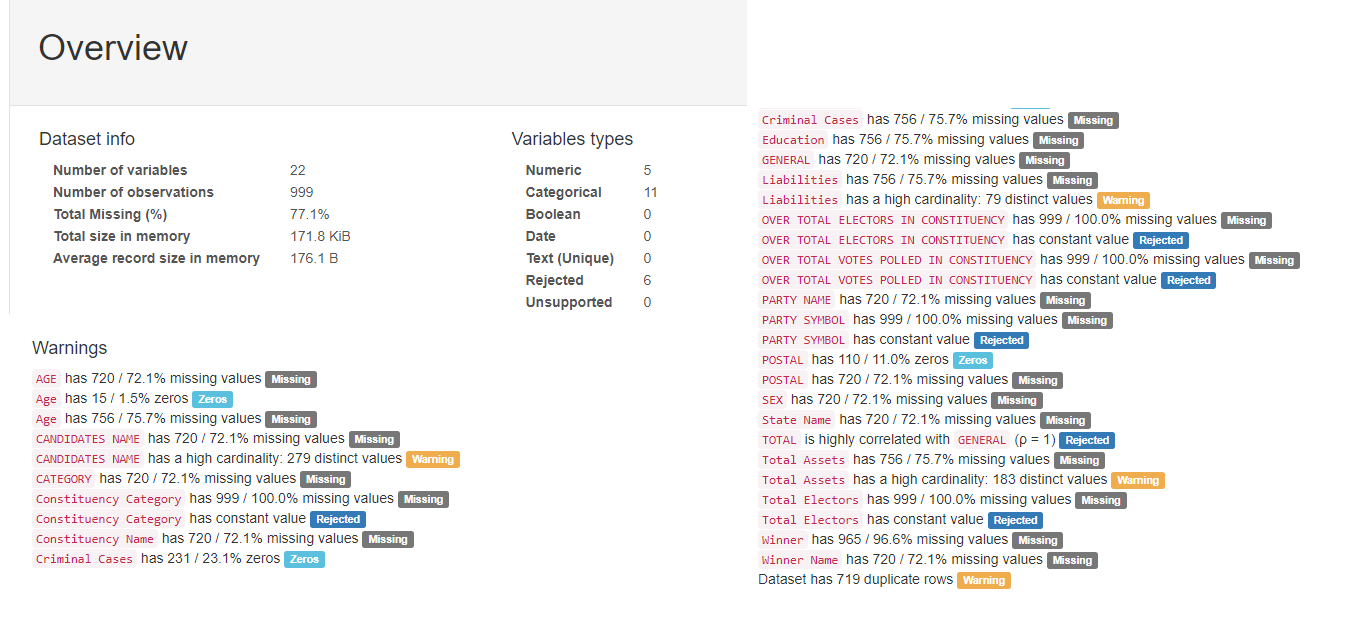 Overview
Dataset info
Number of variables 22
Number of observations 999
Total Missing (%) 77.1%
Total size in memory 171.8 KiB
Average record size in memory 176.1 B
Variables types
Numeric 5
Categorical 11
Boolean 0
Date 0
Text (Unique) 0
Rejected 6
Unsupported 0
Warnings
AGE has 720 / 72.1% missing values Missing
Age has 15 / 1.5% zeros Zeros
Age has 756 / 75.7% missing values Missing
CANDIDATES NAME has 720 / 72.1% missing values Missing
CANDIDATES NAME has a high cardinality: 279 distinct values Warning
CATEGORY has 720 / 72.1% missing values Missing
Constituency Category has 999 / 100.0% missing values Missing
Constituency Category has constant value Rejected
Constituency Name has 720 / 72.1% missing values Missing
Criminal Cases has 231 / 23.1% zeros Zeros
Criminal Cases has 756 / 75.7% missing values Missing
Education has 756 / 75.7% missing values Missing
GENERAL has 720 / 72.1% missing values Missing
Liabilities has 756 / 75.7% missing values Missing
Liabilities has a high cardinality: 79 distinct values Warning
OVER TOTAL ELECTORS IN CONSTITUENCY has 999 / 100.0% missing values Missing
OVER TOTAL ELECTORS IN CONSTITUENCY has constant value Rejected
OVER TOTAL VOTES POLLED IN CONSTITUENCY has 999 / 100.0% missing values Missing
OVER TOTAL VOTES POLLED IN CONSTITUENCY has constant value Rejected
PARTY NAME has 720 / 72.1% missing values Missing
PARTY SYMBOL has 999 / 100.0% missing values Missing
PARTY SYMBOL has constant value Rejected
POSTAL has 110 / 11.0% zeros Zeros
POSTAL has 720 / 72.1% missing values Missing
SEX has 720 / 72.1% missing values Missing
State Name has 720 / 72.1% missing values Missing
TOTAL is highly correlated with GENERAL (ρ = 1) Rejected
Total Assets has 756 / 75.7% missing values Missing
Total Assets has a high cardinality: 183 distinct values Warning
Total Electors has 999 / 100.0% missing values Missing
Total Electors has constant value Rejected
Winner has 965 / 96.6% missing values Missing
Winner Name has 720 / 72.1% missing values Missing
Dataset has 719 duplicate rows Warning